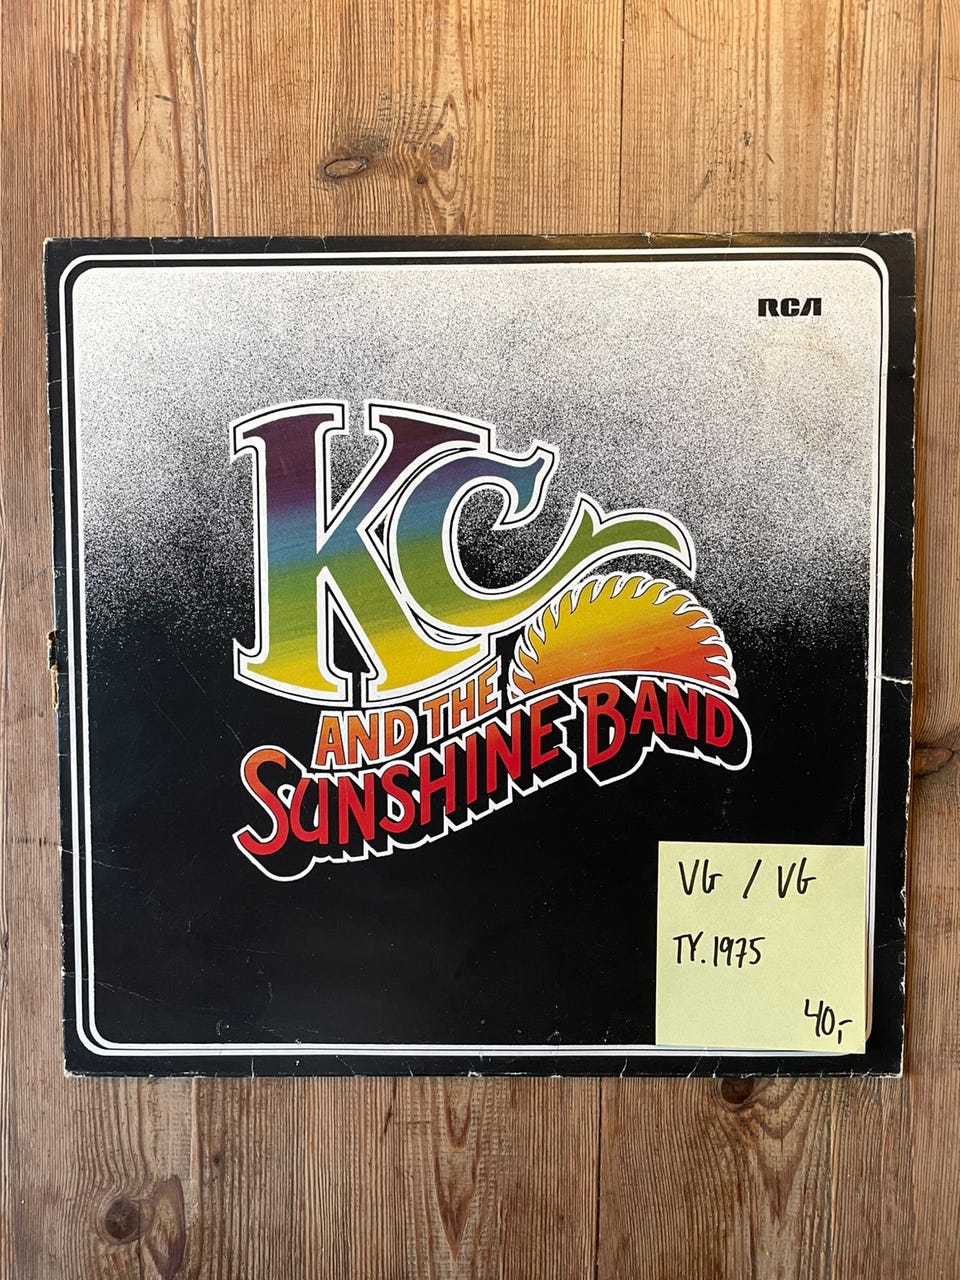 RCA
KC
AND THE
SUNSHINE BAND
VG / VG
TY. 1975
40,-